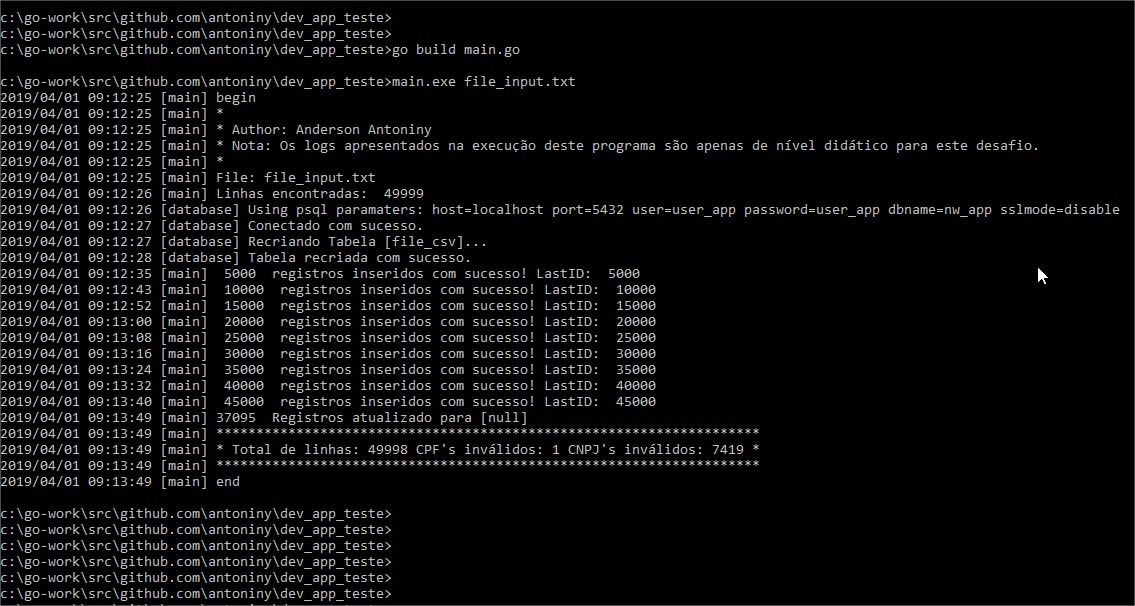 c:\go-work\src\github.com\antoniny\dev_app_teste>
c:\go-work\src\github.com\antoniny\dev_app_teste>
c:\go-work\src\github.com\antoniny\dev_app_teste>go build main.go
c:\go-work\src\github.com\antoniny\dev_app_teste>main.exe file_input.txt
2019/04/01 09:12:25 [main] begin
2019/04/01 09:12:25 [main] *
2019/04/01 09:12:25 [main] * Author: Anderson Antoniny
2019/04/01 09:12:25 [main] * Nota: Os logs apresentados na execução deste programa são apenas de nível didático para este desafio.
2019/04/01 09:12:25 [main] *
2019/04/01 09:12:25 [main] File: file_input.txt
2019/04/01 09:12:26 [main] Linhas encontradas:  49999
2019/04/01 09:12:26 [database] Using psql paramaters: host=localhost port=5432 user=user_app password=user_app dbname=nw_app sslmode=disable
2019/04/01 09:12:27 [database] Conectado com sucesso.
2019/04/01 09:12:27 [database] Recriando Tabela [file_csv]...
2019/04/01 09:12:28 [database] Tabela recriada com sucesso.
2019/04/01 09:12:35 [main]  5000  registros inseridos com sucesso! LastID:  5000
2019/04/01 09:12:43 [main]  10000  registros inseridos com sucesso! LastID:  10000
2019/04/01 09:12:52 [main]  15000  registros inseridos com sucesso! LastID:  15000
2019/04/01 09:13:00 [main]  20000  registros inseridos com sucesso! LastID:  20000
2019/04/01 09:13:08 [main]  25000  registros inseridos com sucesso! LastID:  25000
2019/04/01 09:13:16 [main]  30000  registros inseridos com sucesso! LastID:  30000
2019/04/01 09:13:24 [main]  35000  registros inseridos com sucesso! LastID:  35000
2019/04/01 09:13:32 [main]  40000  registros inseridos com sucesso! LastID:  40000
2019/04/01 09:13:40 [main]  45000  registros inseridos com sucesso! LastID:  45000
2019/04/01 09:13:49 [main] 37095  Registros atualizado para [null]
2019/04/01 09:13:49 [main] ********************************************************************
2019/04/01 09:13:49 [main] * Total de linhas: 49998 CPF's inválidos: 1 CNPJ's inválidos: 7419 *
2019/04/01 09:13:49 [main] ********************************************************************
2019/04/01 09:13:49 [main] end
c:\go-work\src\github.com\antoniny\dev_app_teste>
c:\go-work\src\github.com\antoniny\dev_app_teste>
c:\go-work\src\github.com\antoniny\dev_app_teste>
c:\go-work\src\github.com\antoniny\dev_app_teste>
c:\go-work\src\github.com\antoniny\dev_app_teste>
c:\go-work\src\github.com\antoniny\dev_app_teste>